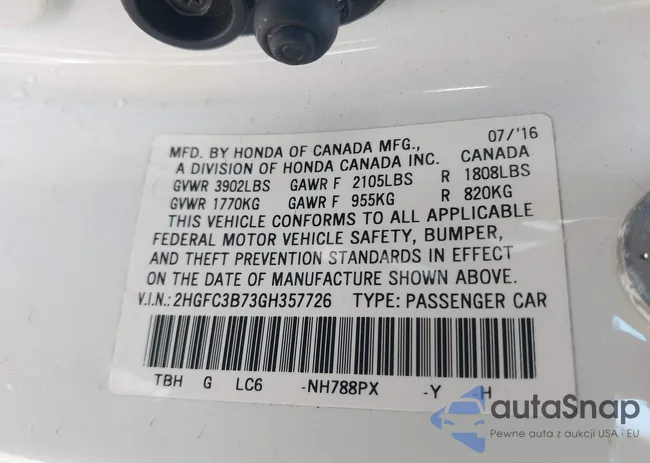 MFD. BY HONDA OF CANADA MFG., 07/'16
A DIVISION OF HONDA CANADA INC. CANADA
GVWR 3902LBS GAWR F 2105LBS R 1808LBS
GVWR 1770KG GAWR F 955KG R 820KG
THIS VEHICLE CONFORMS TO ALL APPLICABLE
FEDERAL MOTOR VEHICLE SAFETY, BUMPER,
AND THEFT PREVENTION STANDARDS IN EFFECT
ON THE DATE OF MANUFACTURE SHOWN ABOVE.
V.I.N.: 2HGFC3B73GH357726 TYPE: PASSENGER CAR
TBH G LC6 -NH788PX -Y H
autaSnap
Pewne auta z aukcji USA i EU